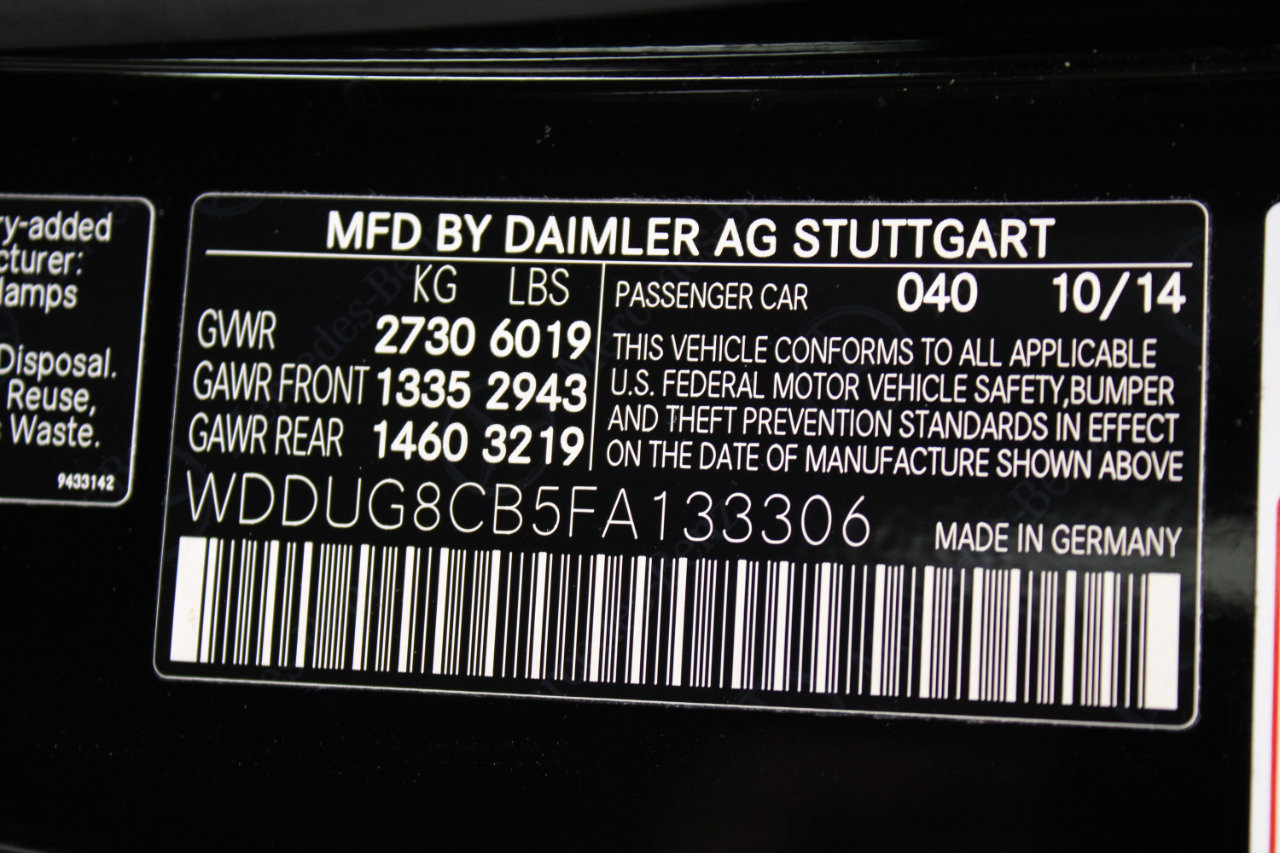 ry-added
cturer:
lamps
Disposal.
Reuse,
Waste.
9433142
MFD BY DAIMLER AG STUTTGART
KG LBS
GVWR 2730 6019
GAWR FRONT 1335 2943
GAWR REAR 1460 3219
PASSENGER CAR 040 10/14
THIS VEHICLE CONFORMS TO ALL APPLICABLE
U.S. FEDERAL MOTOR VEHICLE SAFETY,BUMPER
AND THEFT PREVENTION STANDARDS IN EFFECT
ON THE DATE OF MANUFACTURE SHOWN ABOVE
WDDUG8CB5FA133306
MADE IN GERMANY